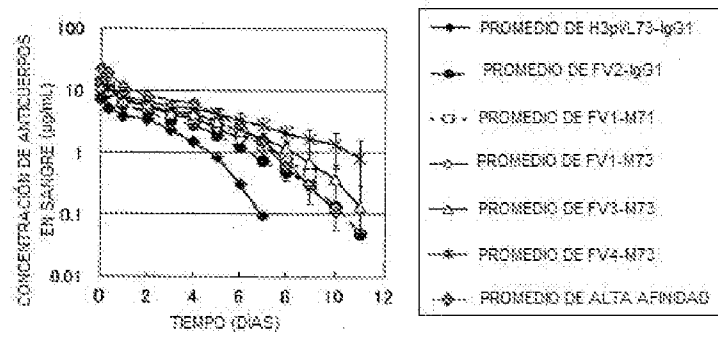 CONCENTRACIÓN DE ANTICUERPOS
EN SANGRE (µg/mL)
100
10
1
0.1
0.01
0 2 4 6 8 10 12
TIEMPO (DÍAS)
PROMEDIO DE H3pI/L73-IgG1
PROMEDIO DE FV2-IgG1
PROMEDIO DE FV1-M71
PROMEDIO DE FV1-M73
PROMEDIO DE FV3-M73
PROMEDIO DE FV4-M73
PROMEDIO DE ALTA AFINIDAD